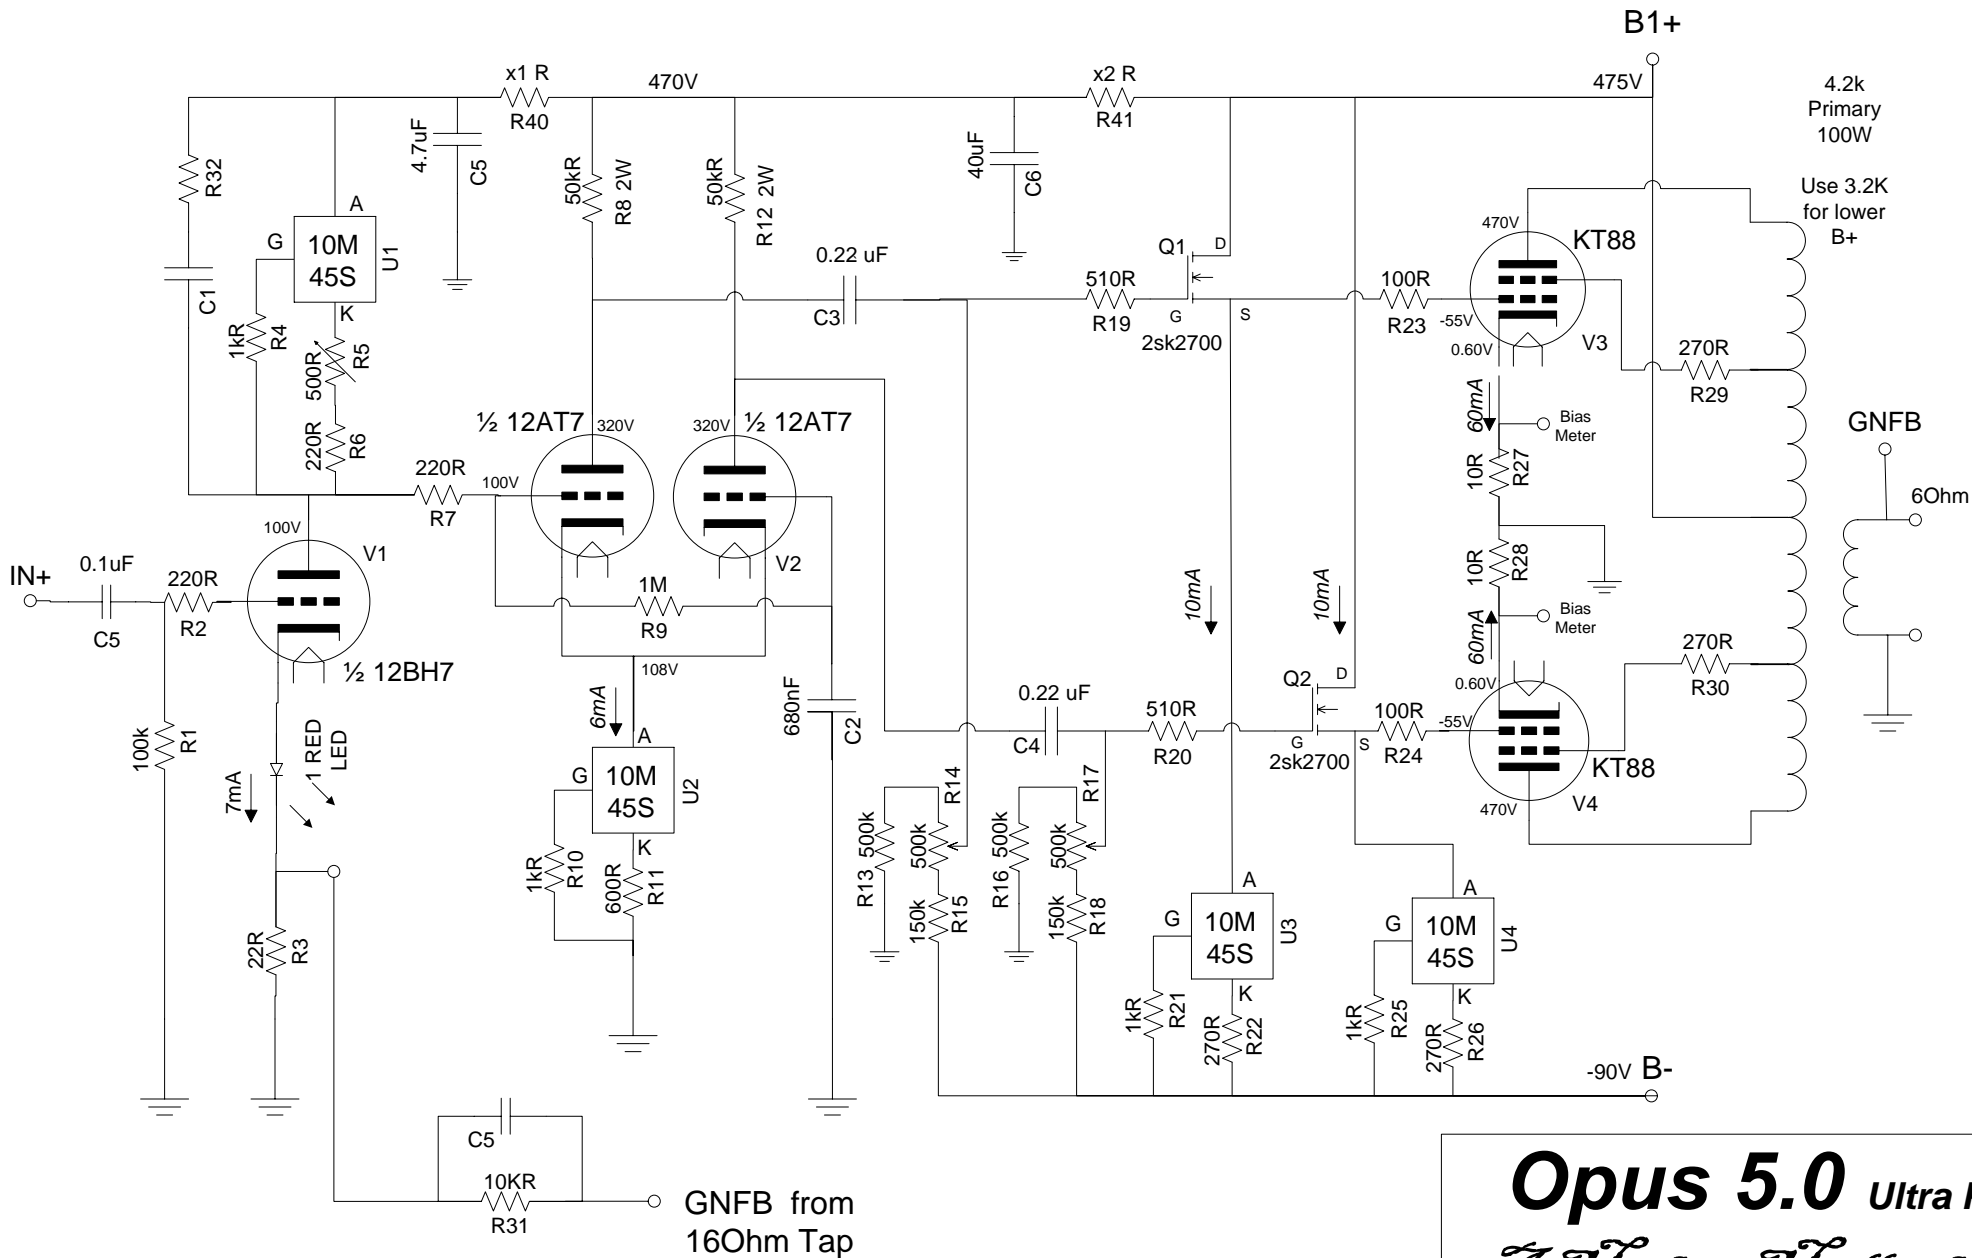 B1+
x1 R
R40
470V
x2 R
R41
475V
4.2k
Primary
100W
Use 3.2K
for lower
B+
R32
C1
4.7uF
C5
50kR
R8 2W
50kR
R12 2W
40uF
C6
A
G
10M
45S
U1
K
1kR
R4
500R
R5
220R
R6
0.22 uF
C3
510R
R19
Q1
D
G
S
2sk2700
100R
R23
470V
KT88
-55V
0.60V
V3
270R
R29
60mA
Bias
Meter
10R
R27
GNFB
6Ohm
½ 12AT7
320V
320V
½ 12AT7
220R
R7
100V
V2
1M
R9
108V
6mA
680nF
C2
100V
V1
IN+
0.1uF
C5
220R
R2
½ 12BH7
100k
R1
7mA
1 RED
LED
22R
R3
A
G
10M
45S
U2
K
1kR
R10
600R
R11
10mA
10mA
10R
R28
Bias
Meter
60mA
0.60V
-55V
270R
R30
KT88
470V
V4
0.22 uF
C4
510R
R20
Q2
D
G
S
2sk2700
100R
R24
R13 500k
500k
R14
150k
R15
R16 500k
500k
R17
150k
R18
A
G
10M
45S
U3
K
1kR
R21
270R
R22
A
G
10M
45S
U4
K
1kR
R25
270R
R26
-90V B-
C5
10KR
R31
GNFB from
16Ohm Tap
Opus 5.0 Ultra